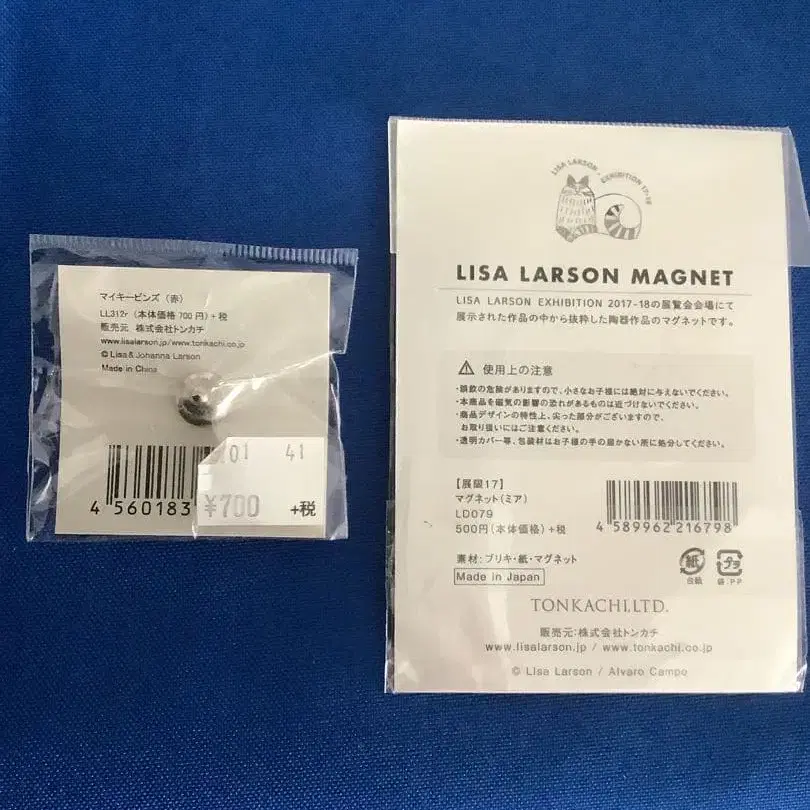 マイキーピンズ（赤）
LL312r（本体価格 700 円）+ 税
販売元 株式会社トンカチ
www.lisalarson.jp/www.tonkachi.co.jp
© Lisa&Johanna Larson
Made in China
01 41
¥700 +税
4 560183
LISA LARSON・EXHIBITION 17-18
LISA LARSON MAGNET
LISA LARSON EXHIBITION 2017-18の展覧会会場にて
展示された作品の中から抜粋した陶器作品のマグネットです。
使用上の注意
・誤飲の危険がありますので、小さなお子様には絶対に与えないでください。
・本商品を磁気の影響の恐れがあるものは近づけないでください。
・商品デザインの特性上、尖った部分がございますので、
お取り扱いにはご注意ください。
・透明カバー等、包装材はお子様の手の届かない所に処分してください。
【展限17】
マグネット（ミア）
LD079
500円（本体価格）+税
4 589962 216798
素材：ブリキ・紙・マグネット
Made in Japan
紙
台紙
プラ
袋：PP
TONKACHI,LTD.
販売元：株式会社トンカチ
www.lisalarson.jp / www.tonkachi.co.jp
© Lisa Larson / Alvaro Campo